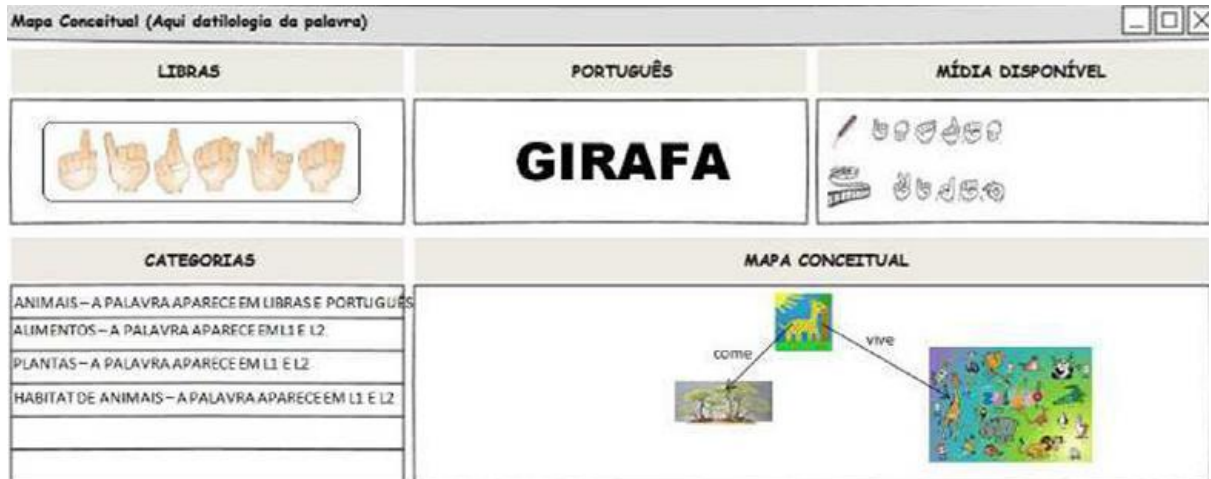 Mapa Conceitual (Aqui datilologia da palavra)
LIBRAS
PORTUGUÊS
MÍDIA DISPONÍVEL
GIRAFA
CATEGORIAS
MAPA CONCEITUAL
ANIMAIS – A PALAVRA APARECE EM LIBRAS E PORTUGUÊS
ALIMENTOS – A PALAVRA APARECE EM L1 E L2
PLANTAS – A PALAVRA APARECE EM L1 E L2
HABITAT DE ANIMAIS – A PALAVRA APARECE EM L1 E L2
come
vive